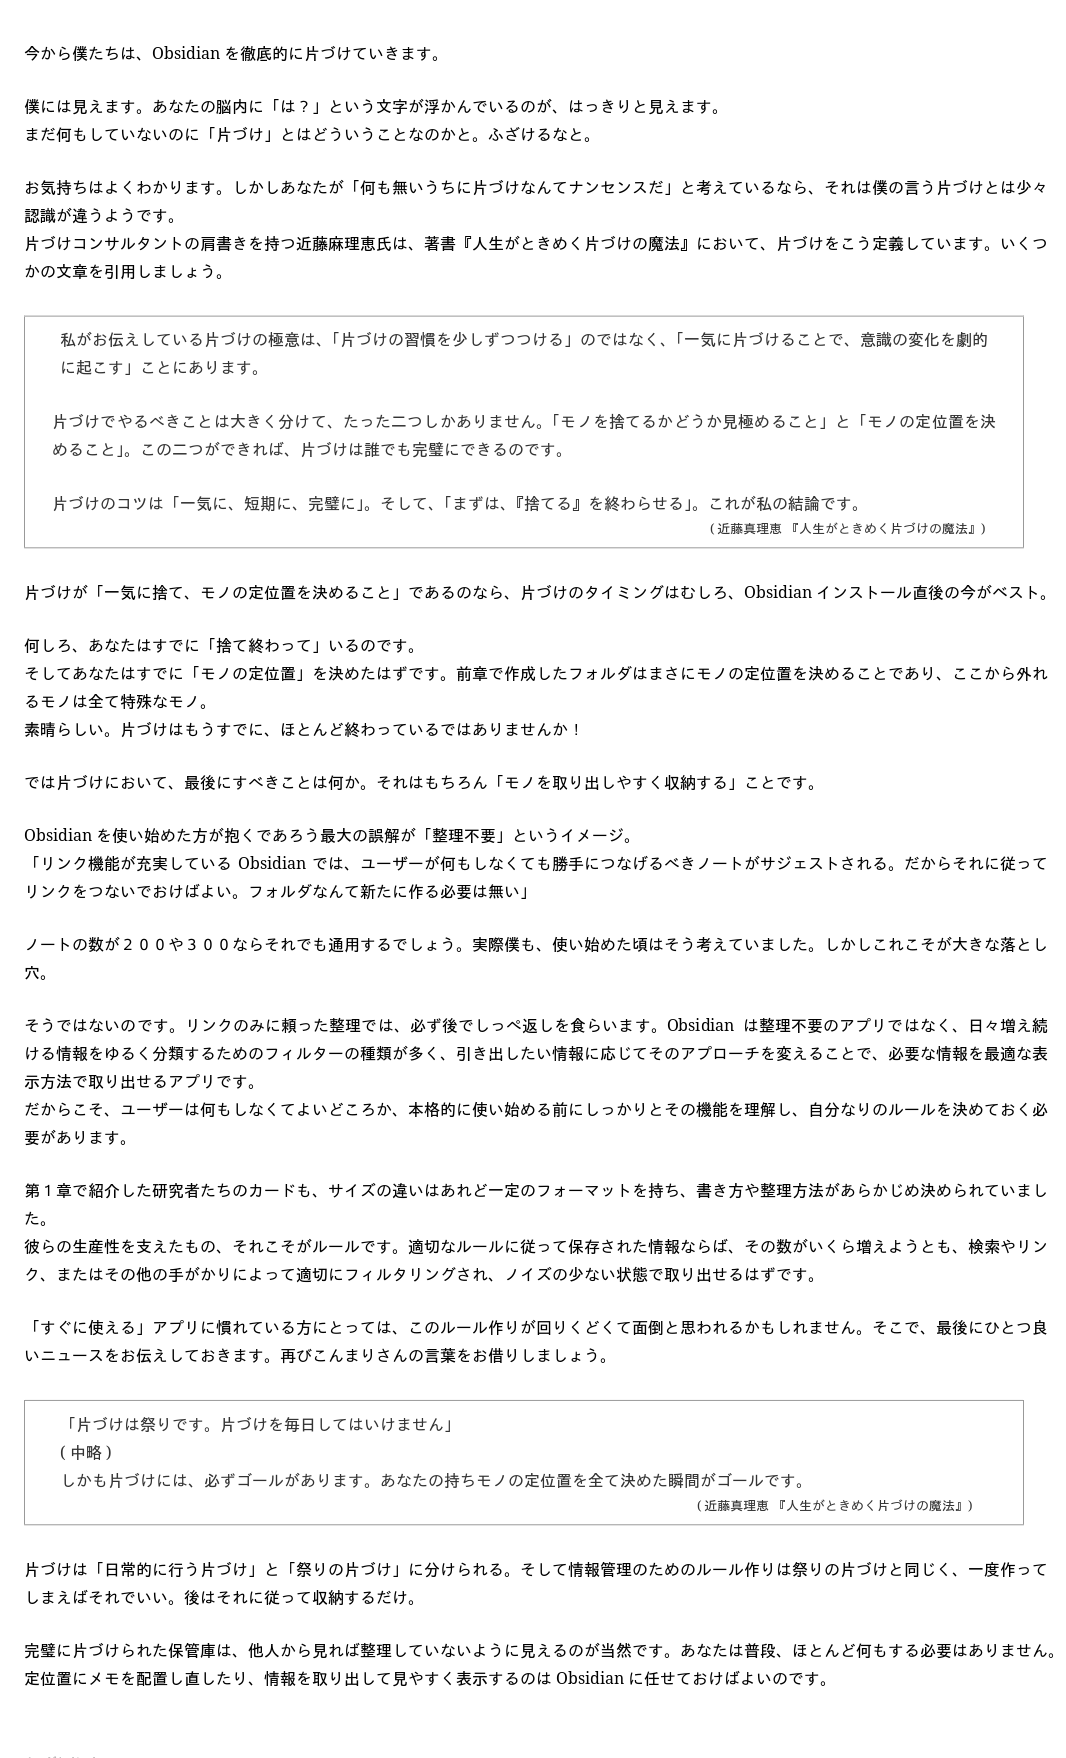 今から僕たちは、Obsidian を徹底的に片づけていきます。
僕には見えます。あなたの脳内に「は？」という文字が浮かんでいるのが、はっきりと見えます。
まだ何もしていないのに「片づけ」とはどういうことなのかと。ふざけるなと。
お気持ちはよくわかります。しかしあなたが「何も無いうちに片づけなんてナンセンスだ」と考えているなら、それは僕の言う片づけとは少々
認識が違うようです。
片づけコンサルタントの肩書きを持つ近藤麻理恵氏は、著書『人生がときめく片づけの魔法』において、片づけをこう定義しています。いくつ
かの文章を引用しましょう。
私がお伝えしている片づけの極意は、「片づけの習慣を少しずつつける」のではなく、「一気に片づけることで、意識の変化を劇的
に起こす」ことにあります。
片づけでやるべきことは大きく分けて、たった二つしかありません。「モノを捨てるかどうか見極めること」と「モノの定位置を決
めること」。この二つができれば、片づけは誰でも完璧にできるのです。
片づけのコツは「一気に、短期に、完璧に」。そして、「まずは、『捨てる』を終わらせる」。これが私の結論です。
( 近藤真理恵 『人生がときめく片づけの魔法』)
片づけが「一気に捨て、モノの定位置を決めること」であるのなら、片づけのタイミングはむしろ、Obsidian インストール直後の今がベスト。
何しろ、あなたはすでに「捨て終わって」いるのです。
そしてあなたはすでに「モノの定位置」を決めたはずです。前章で作成したフォルダはまさにモノの定位置を決めることであり、ここから外れ
るモノは全て特殊なモノ。
素晴らしい。片づけはもうすでに、ほとんど終わっているではありませんか！
では片づけにおいて、最後にすべきことは何か。それはもちろん「モノを取り出しやすく収納する」ことです。
Obsidian を使い始めた方が抱くであろう最大の誤解が「整理不要」というイメージ。
「リンク機能が充実している Obsidian では、ユーザーが何もしなくても勝手につなげるべきノートがサジェストされる。だからそれに従って
リンクをつないでおけばよい。フォルダなんて新たに作る必要は無い」
ノートの数が２００や３００ならそれでも通用するでしょう。実際僕も、使い始めた頃はそう考えていました。しかしこれこそが大きな落とし
穴。
そうではないのです。リンクのみに頼った整理では、必ず後でしっぺ返しを食らいます。Obsidian は整理不要のアプリではなく、日々増え続
ける情報をゆるく分類するためのフィルターの種類が多く、引き出したい情報に応じてそのアプローチを変えることで、必要な情報を最適な表
示方法で取り出せるアプリです。
だからこそ、ユーザーは何もしなくてよいどころか、本格的に使い始める前にしっかりとその機能を理解し、自分なりのルールを決めておく必
要があります。
第１章で紹介した研究者たちのカードも、サイズの違いはあれど一定のフォーマットを持ち、書き方や整理方法があらかじめ決められていまし
た。
彼らの生産性を支えたもの、それこそがルールです。適切なルールに従って保存された情報ならば、その数がいくら増えようとも、検索やリン
ク、またはその他の手がかりによって適切にフィルタリングされ、ノイズの少ない状態で取り出せるはずです。
「すぐに使える」アプリに慣れている方にとっては、このルール作りが回りくどくて面倒と思われるかもしれません。そこで、最後にひとつ良
いニュースをお伝えしておきます。再びこんまりさんの言葉をお借りしましょう。
「片づけは祭りです。片づけを毎日してはいけません」
( 中略 )
しかも片づけには、必ずゴールがあります。あなたの持ちモノの定位置を全て決めた瞬間がゴールです。
( 近藤真理恵 『人生がときめく片づけの魔法』)
片づけは「日常的に行う片づけ」と「祭りの片づけ」に分けられる。そして情報管理のためのルール作りは祭りの片づけと同じく、一度作って
しまえばそれでいい。後はそれに従って収納するだけ。
完璧に片づけられた保管庫は、他人から見れば整理していないように見えるのが当然です。あなたは普段、ほとんど何もする必要はありません。
定位置にメモを配置し直したり、情報を取り出して見やすく表示するのは Obsidian に任せておけばよいのです。